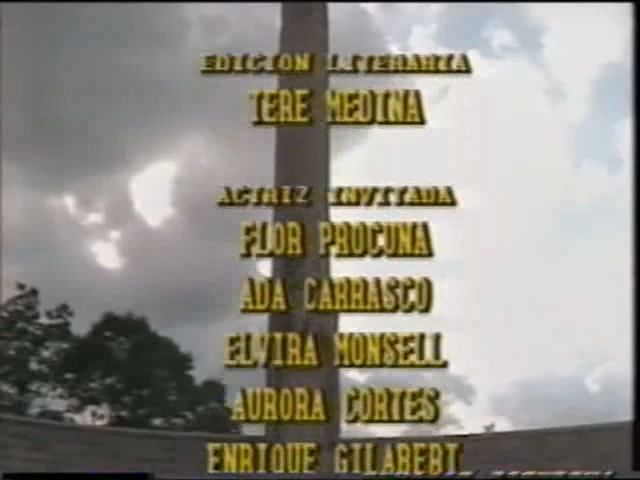 EDICION LITERARIA
TERE MEDINA
ACTRIZ INVITADA
FLOR PROCUNA
ADA CARRASCO
ELVIRA MONSELL
AURORA CORTES
ENRIQUE GILABERT